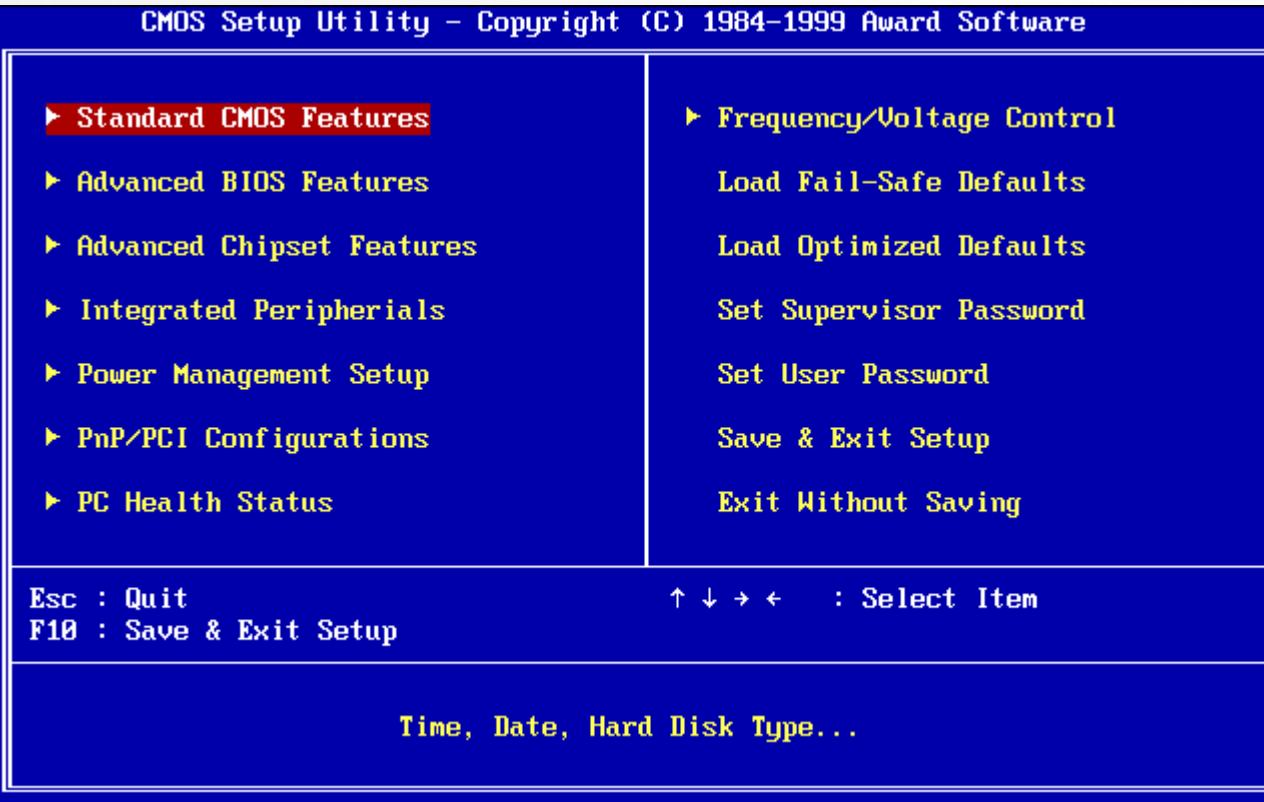 CMOS Setup Utility - Copyright (C) 1984-1999 Award Software
Standard CMOS Features
Advanced BIOS Features
Advanced Chipset Features
Integrated Peripherials
Power Management Setup
PnP/PCI Configurations
PC Health Status
Frequency/Voltage Control
Load Fail-Safe Defaults
Load Optimized Defaults
Set Supervisor Password
Set User Password
Save & Exit Setup
Exit Without Saving
Esc : Quit
F10 : Save & Exit Setup
↑ ↓ → ← : Select Item
Time, Date, Hard Disk Type...